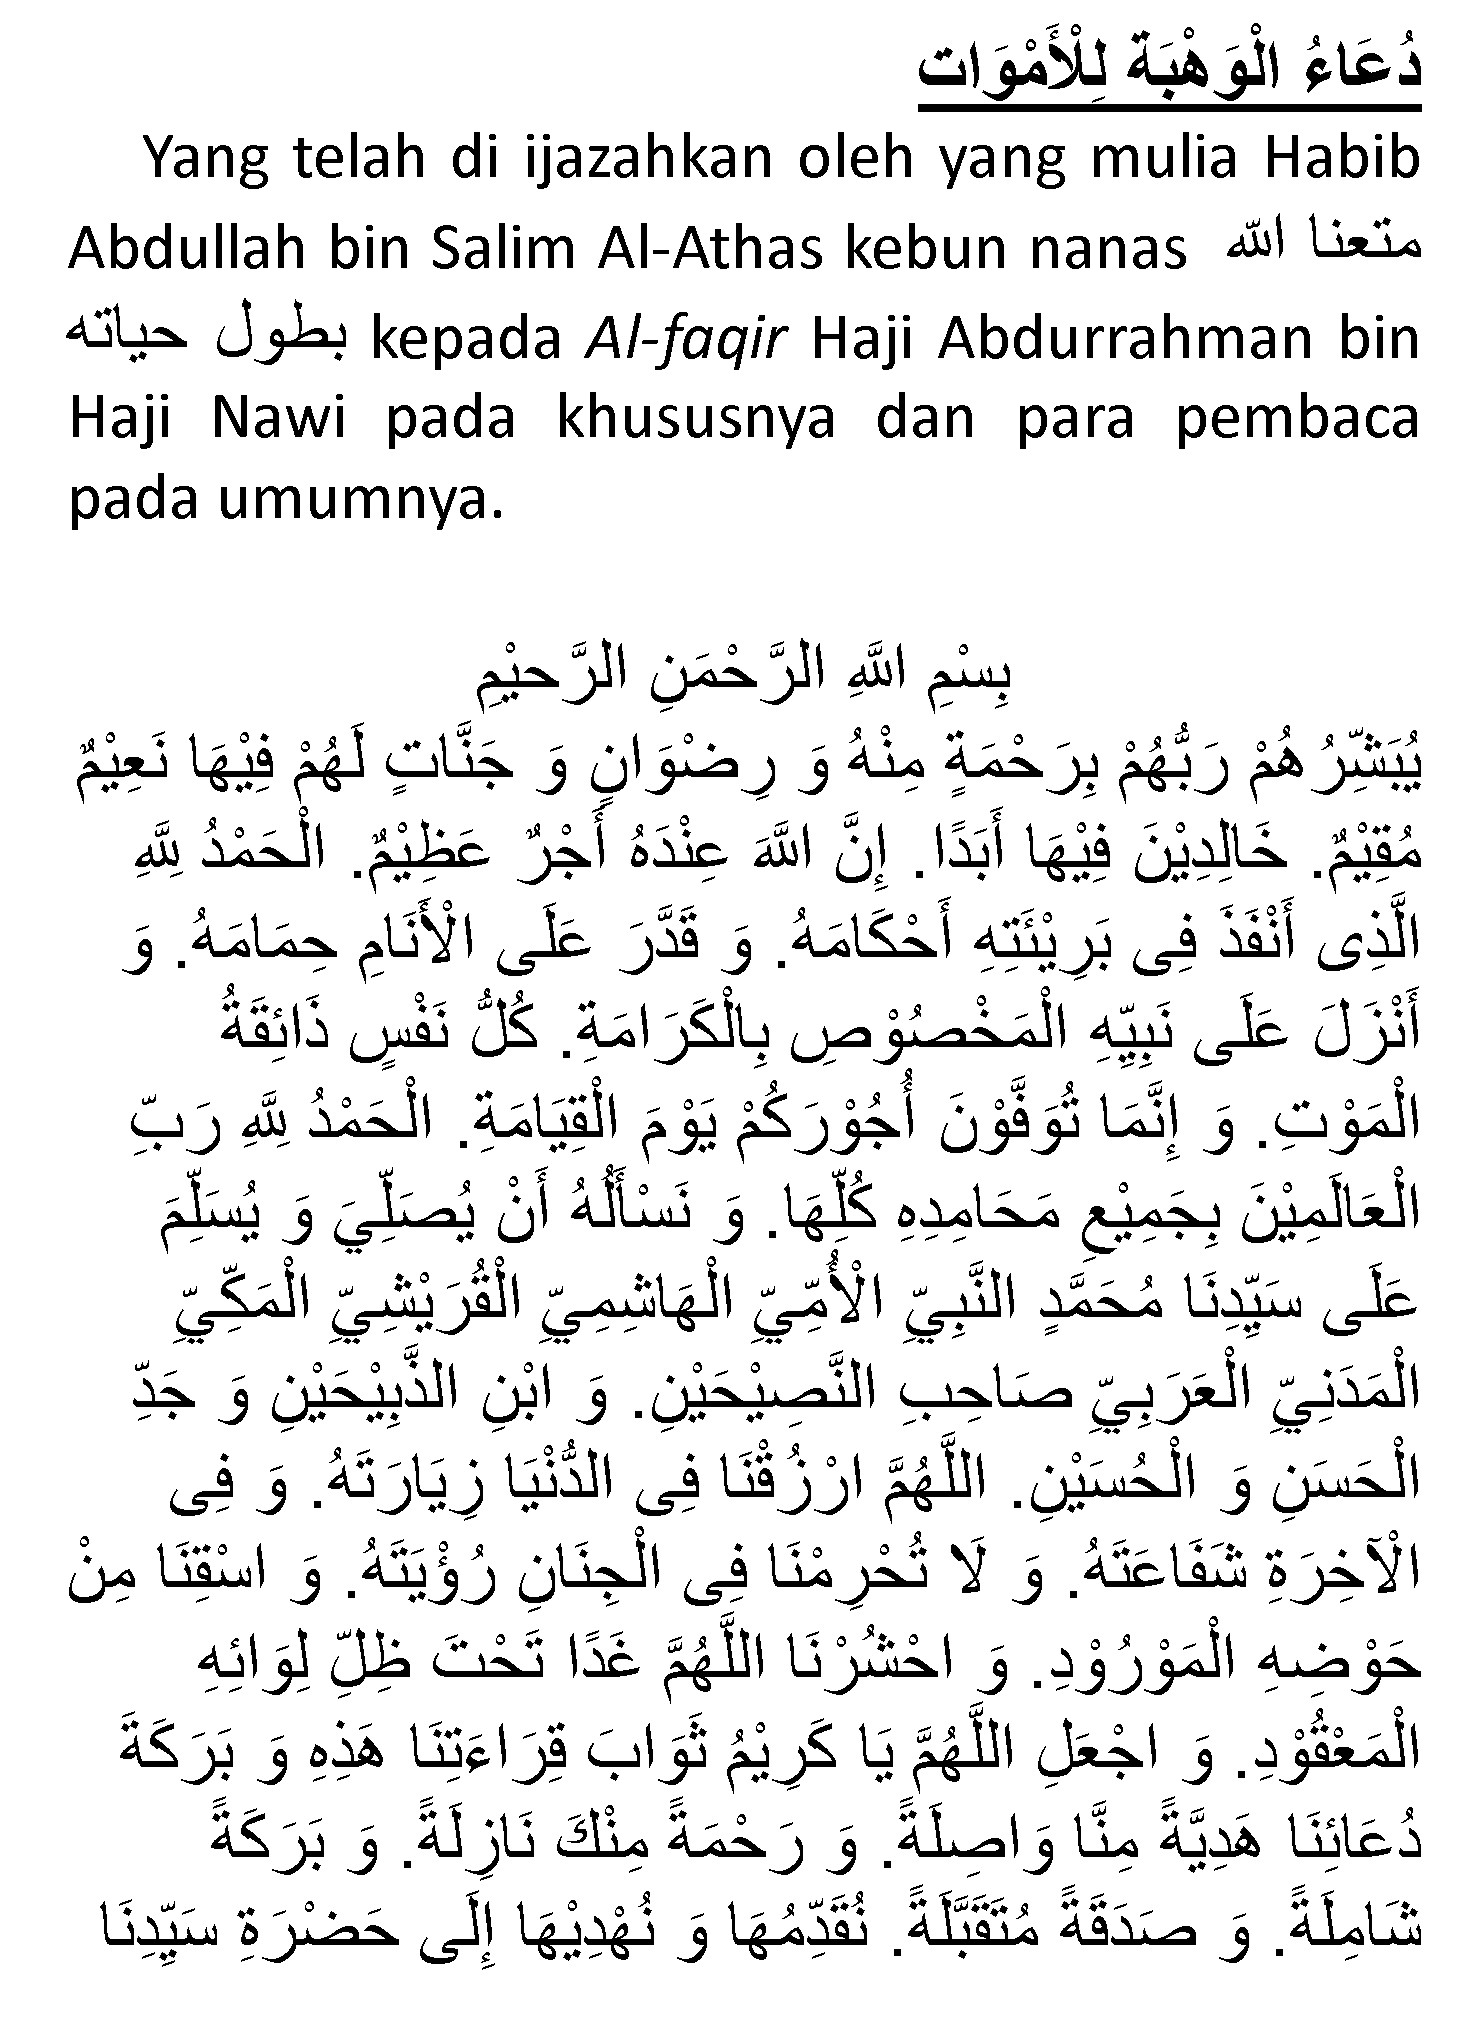 دُعَاءُ الْوَهْبَة لِلْأَمْوَات
Yang telah di ijazahkan oleh yang mulia Habib
Abdullah bin Salim Al-Athas kebun nanas متعنا الله
بطول حياته kepada Al-faqir Haji Abdurrahman bin
Haji Nawi pada khususnya dan para pembaca
pada umumnya.
بِسْمِ اللَّهِ الرَّحْمَنِ الرَّحيْمِ
يُبَشِّرُهُمْ رَبُّهُمْ بِرَحْمَةٍ مِنْهُ وَ رِضْوَانٍ وَ جَنَّاتٍ لَهُمْ فِيْهَا نَعِيْمٌ
مُقِيْمٌ. خَالِدِيْنَ فِيْهَا أَبَدًا. إِنَّ اللَّهَ عِنْدَهُ أَجْرٌ عَظِيْمٌ. الْحَمْدُ لِلَّهِ
الَّذِى أَنْفَذَ فِى بَرِيْئَتِهِ أَحْكَامَهُ. وَ قَدَّرَ عَلَى الْأَنَامِ حِمَامَهُ. وَ
أَنْزَلَ عَلَى نَبِيِّهِ الْمَخْصُوْصِ بِالْكَرَامَةِ. كُلُّ نَفْسٍ ذَائِقَةُ
الْمَوْتِ. وَ إِنَّمَا تُوَفَّوْنَ أُجُوْرَكُمْ يَوْمَ الْقِيَامَةِ. الْحَمْدُ لِلَّهِ رَبِّ
الْعَالَمِيْنَ بِجَمِيْعِ مَحَامِدِهِ كُلِّهَا. وَ نَسْأَلُهُ أَنْ يُصَلِّيَ وَ يُسَلِّمَ
عَلَى سَيِّدِنَا مُحَمَّدٍ النَّبِيِّ الْأُمِّيِّ الْهَاشِمِيِّ الْقُرَيْشِيِّ الْمَكِّيِّ
الْمَدَنِيِّ الْعَرَبِيِّ صَاحِبِ النَّصِيْحَيْنِ. وَ ابْنِ الذَّبِيْحَيْنِ وَ جَدِّ
الْحَسَنِ وَ الْحُسَيْنِ. اللَّهُمَّ ارْزُقْنَا فِى الدُّنْيَا زِيَارَتَهُ. وَ فِى
الْآخِرَةِ شَفَاعَتَهُ. وَ لَا تُحْرِمْنَا فِى الْجِنَانِ رُؤْيَتَهُ. وَ اسْقِنَا مِنْ
حَوْضِهِ الْمَوْرُوْدِ. وَ احْشُرْنَا اللَّهُمَّ غَدًا تَحْتَ ظِلِّ لِوَائِهِ
الْمَعْقُوْدِ. وَ اجْعَلِ اللَّهُمَّ يَا كَرِيْمُ ثَوَابَ قِرَاءَتِنَا هَذِهِ وَ بَرَكَةَ
دُعَائِنَا هَدِيَّةً مِنَّا وَاصِلَةً. وَ رَحْمَةً مِنْكَ نَازِلَةً. وَ بَرَكَةً
شَامِلَةً. وَ صَدَقَةً مُتَقَبَّلَةً. نُقَدِّمُهَا وَ نُهْدِيْهَا إِلَى حَضْرَةِ سَيِّدِنَا